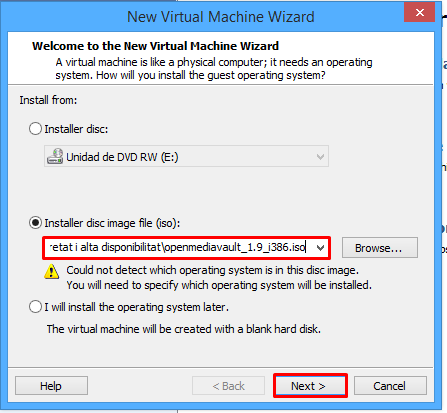 New Virtual Machine Wizard
Welcome to the New Virtual Machine Wizard
A virtual machine is like a physical computer; it needs an operating
system. How will you install the guest operating system?
Install from:
Installer disc:
Unidad de DVD RW (E:)
Installer disc image file (iso):
retat i alta disponibilitat\openmediavault_1.9_i386.iso
Browse...
Could not detect which operating system is in this disc image.
You will need to specify which operating system will be installed.
I will install the operating system later.
The virtual machine will be created with a blank hard disk.
Help
< Back
Next >
Cancel